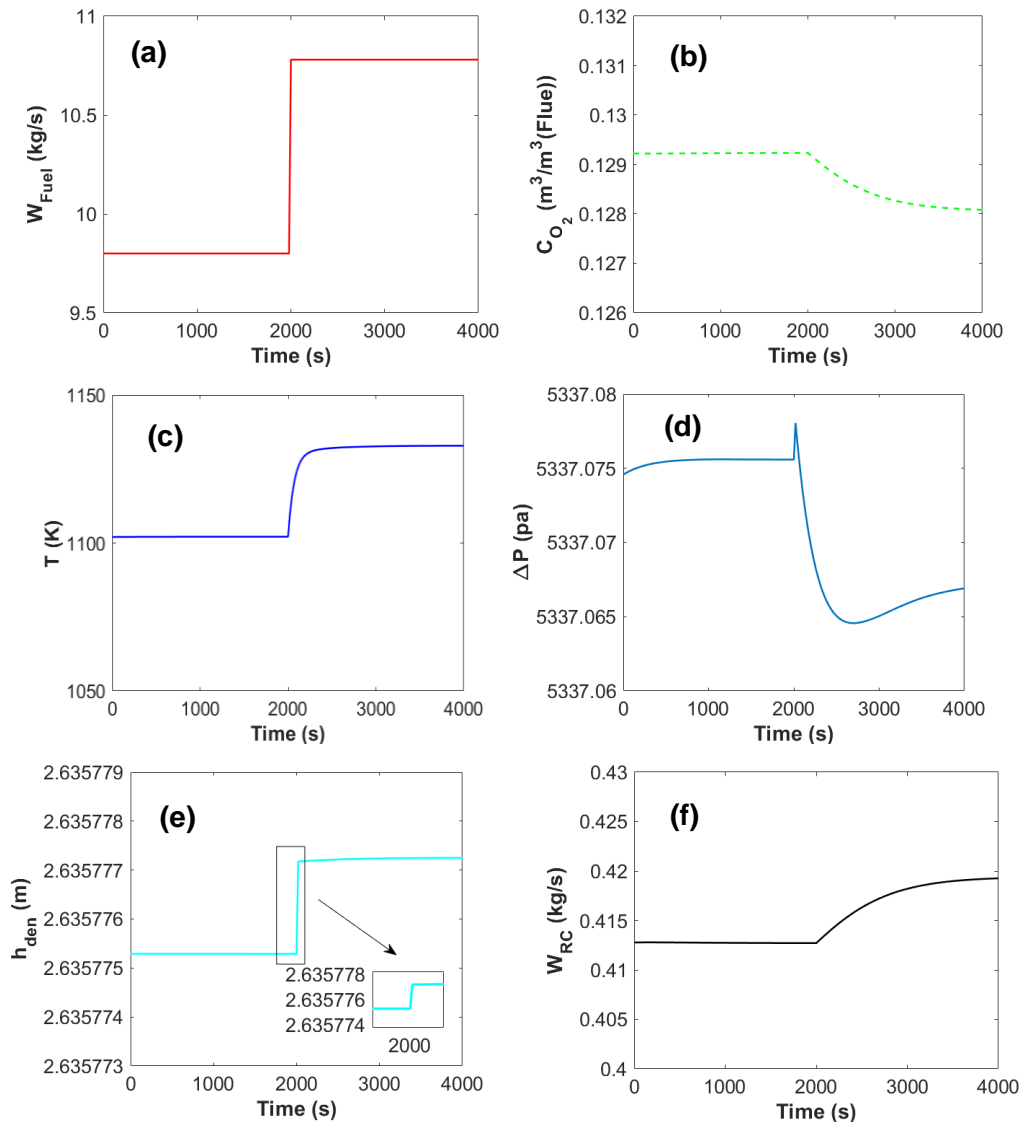 (a)
11
10.5
10
9.5
W_Fuel (kg/s)
0 1000 2000 3000 4000
Time (s)
(b)
0.132
0.131
0.13
0.129
0.128
0.127
0.126
C_O_2 (m^3/m^3(Flue))
0 1000 2000 3000 4000
Time (s)
(c)
1150
1100
1050
T (K)
0 1000 2000 3000 4000
Time (s)
(d)
5337.08
5337.075
5337.07
5337.065
5337.06
ΔP (pa)
0 1000 2000 3000 4000
Time (s)
(e)
2.635779
2.635778
2.635777
2.635776
2.635775
2.635774
2.635773
h_den (m)
2.635778
2.635776
2.635774
2000
0 1000 2000 3000 4000
Time (s)
(f)
0.43
0.425
0.42
0.415
0.41
0.405
0.4
W_RC (kg/s)
0 1000 2000 3000 4000
Time (s)